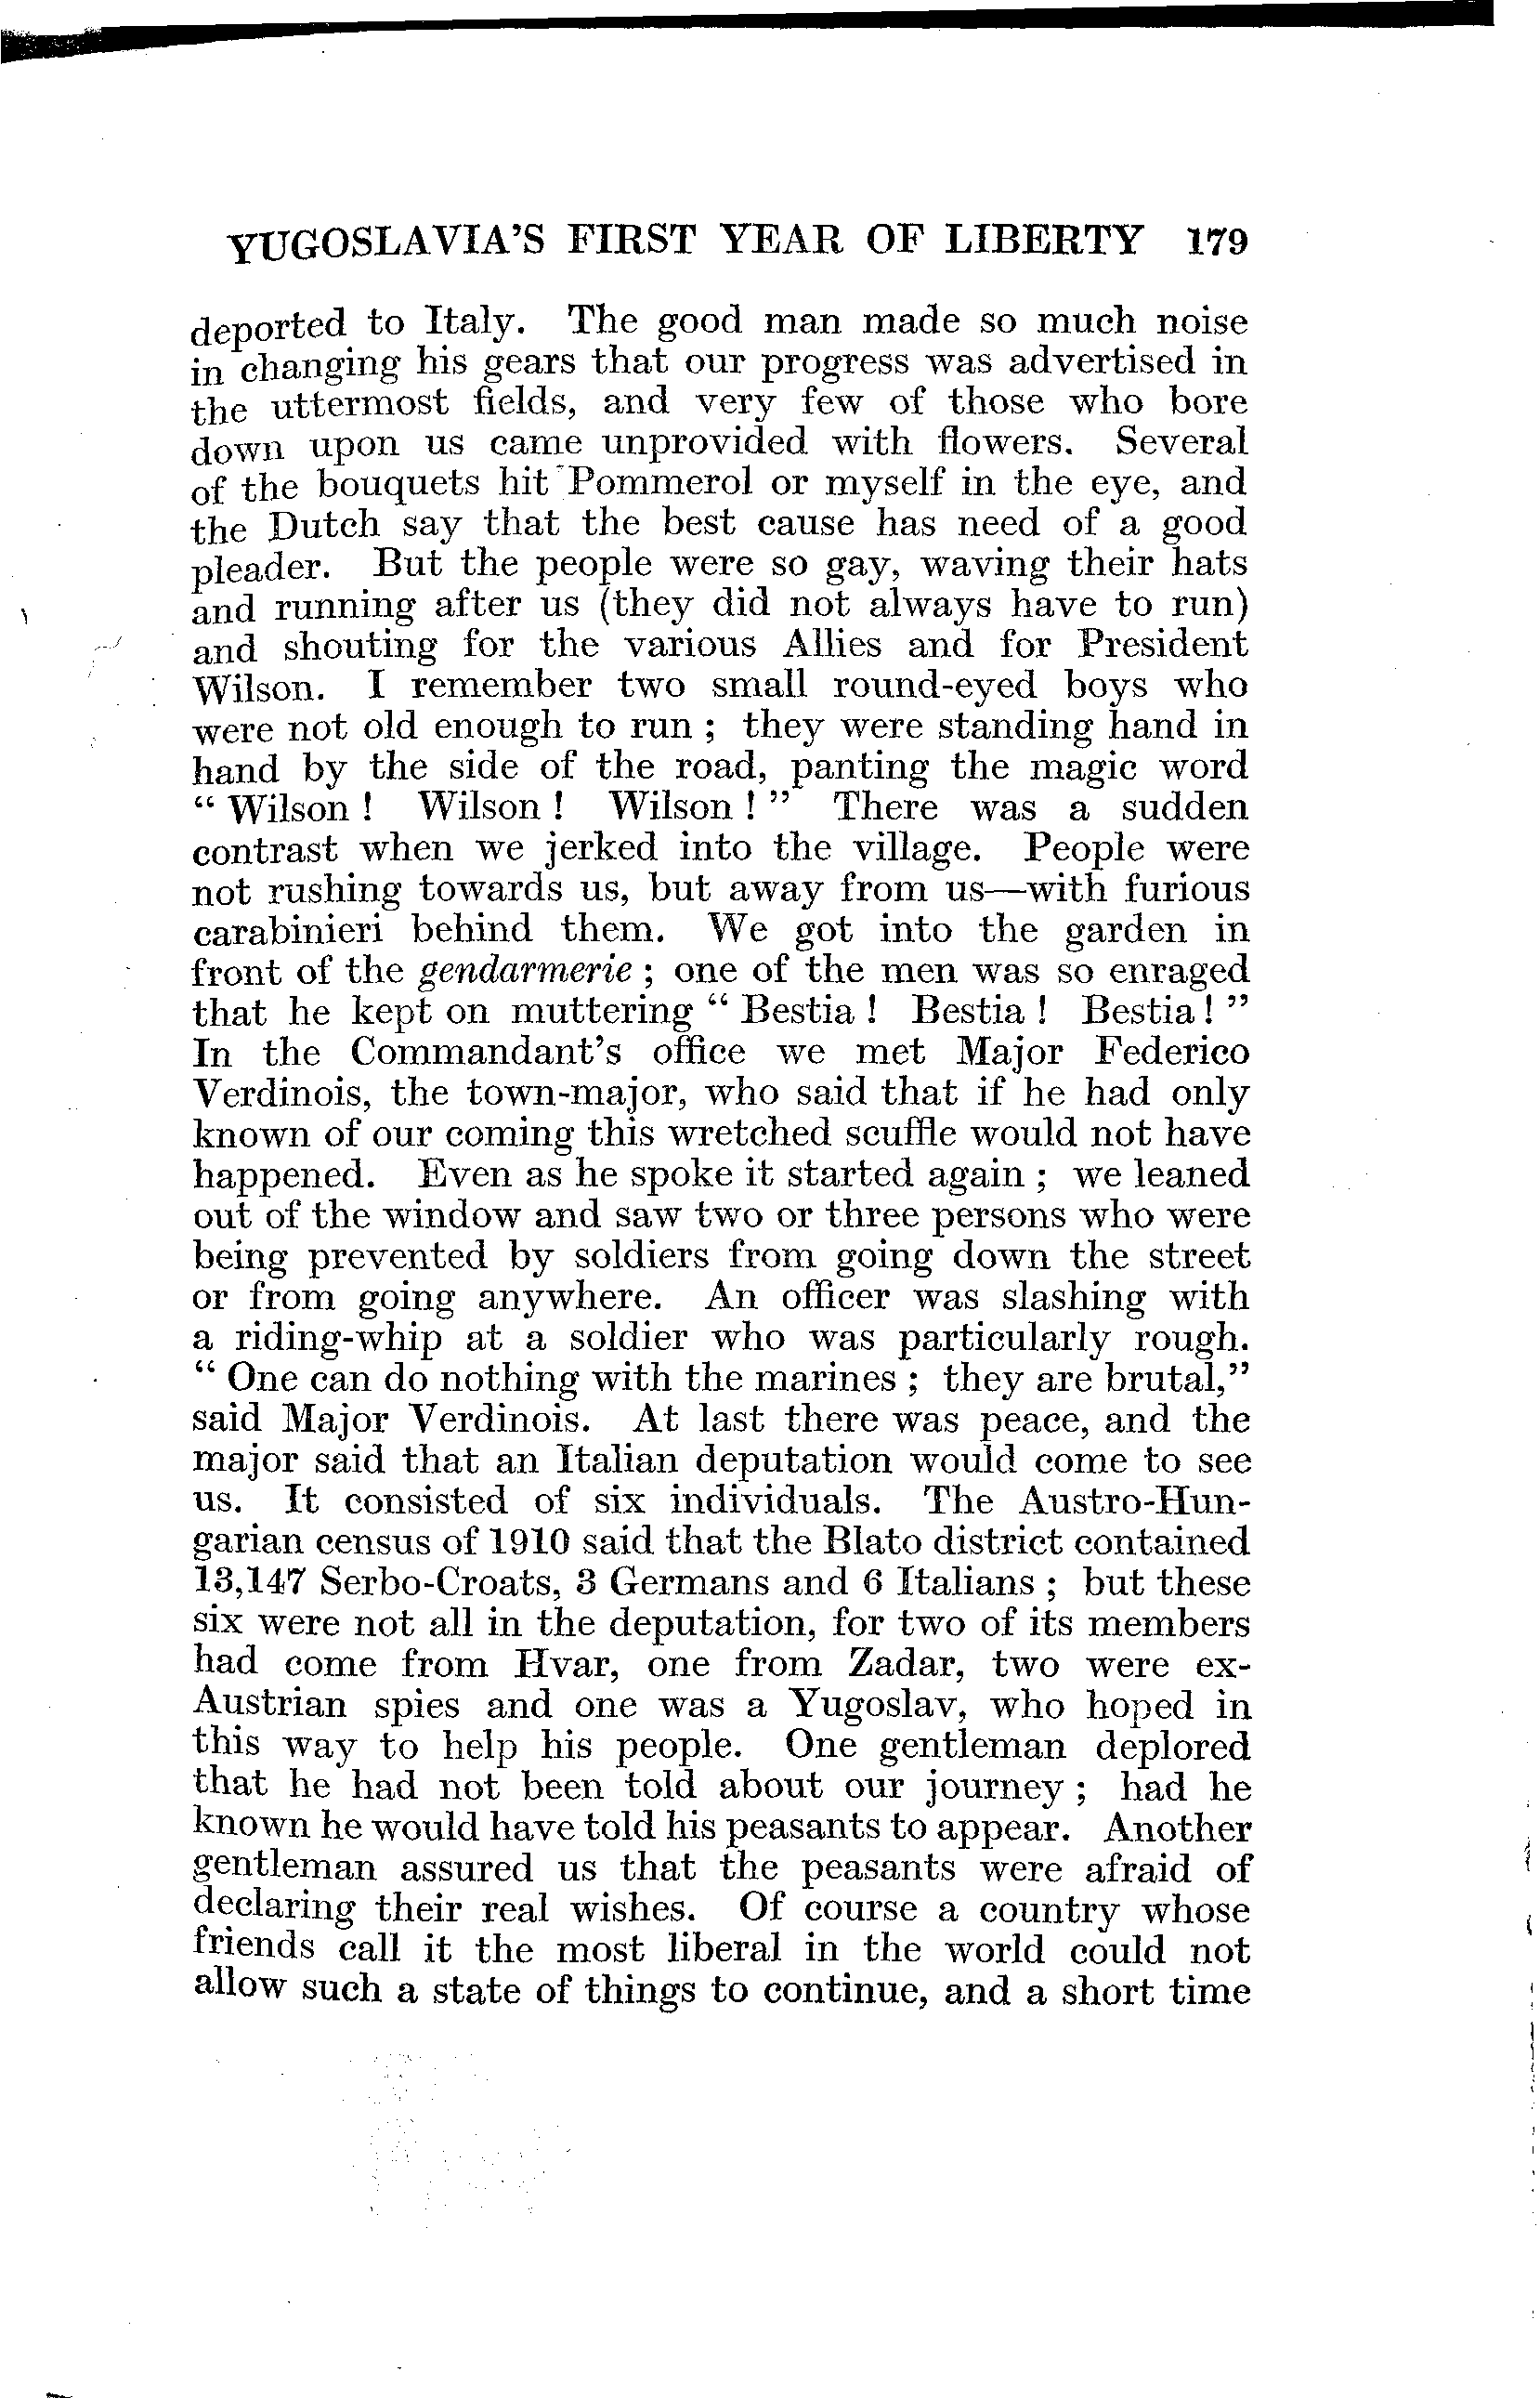 YUGOSLAVIA'S FIRST YEAR OF LIBERTY 179
deported to Italy. The good man made so much noise
in changing his gears that our progress was advertised in
the uttermost fields, and very few of those who bore
down upon us came unprovided with flowers. Several
of the bouquets hit Pommerol or myself in the eye, and
the Dutch say that the best cause has need of a good
pleader. But the people were so gay, waving their hats
and running after us (they did not always have to run)
and shouting for the various Allies and for President
Wilson. I remember two small round-eyed boys who
were not old enough to run ; they were standing hand in
hand by the side of the road, panting the magic word
“ Wilson ! Wilson ! Wilson ! ” There was a sudden
contrast when we jerked into the village. People were
not rushing towards us, but away from us—with furious
carabinieri behind them. We got into the garden in
front of the gendarmerie ; one of the men was so enraged
that he kept on muttering “ Bestia ! Bestia ! Bestia! ”
In the Commandant's office we met Major Federico
Verdinois, the town-major, who said that if he had only
known of our coming this wretched scuffle would not have
happened. Even as he spoke it started again ; we leaned
out of the window and saw two or three persons who were
being prevented by soldiers from going down the street
or from going anywhere. An officer was slashing with
a riding-whip at a soldier who was particularly rough.
“ One can do nothing with the marines ; they are brutal,”
said Major Verdinois. At last there was peace, and the
major said that an Italian deputation would come to see
us. It consisted of six individuals. The Austro-Hun-
garian census of 1910 said that the Blato district contained
13,147 Serbo-Croats, 3 Germans and 6 Italians ; but these
six were not all in the deputation, for two of its members
had come from Hvar, one from Zadar, two were ex-
Austrian spies and one was a Yugoslav, who hoped in
this way to help his people. One gentleman deplored
that he had not been told about our journey ; had he
known he would have told his peasants to appear. Another
gentleman assured us that the peasants were afraid of
declaring their real wishes. Of course a country whose
friends call it the most liberal in the world could not
allow such a state of things to continue, and a short time